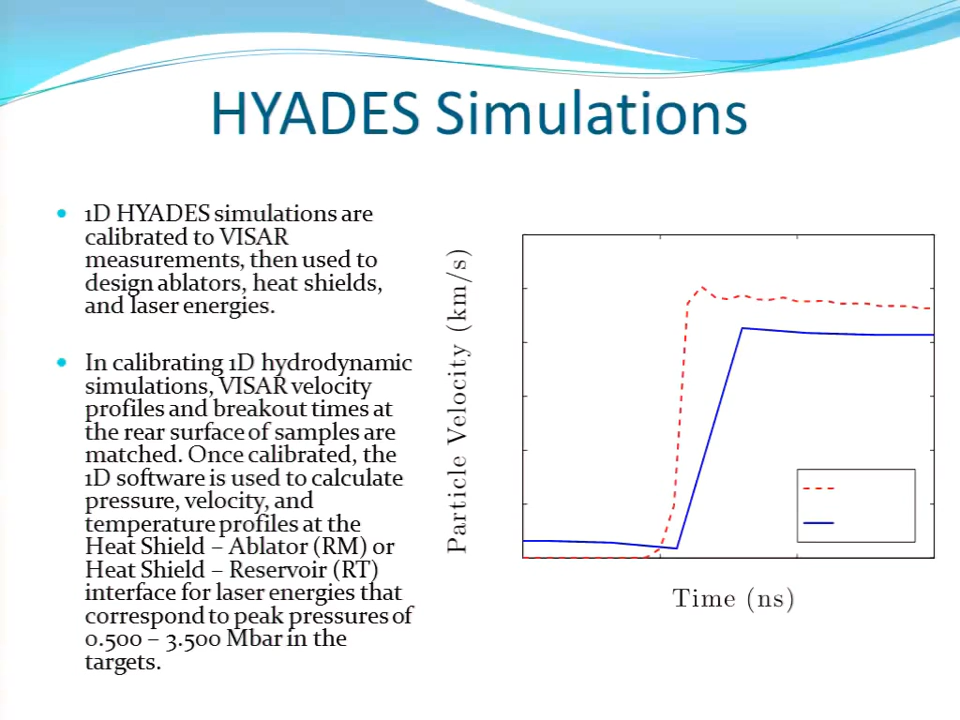 HYADES Simulations
• 1D HYADES simulations are
calibrated to VISAR
measurements, then used to
design ablators, heat shields,
and laser energies.
• In calibrating 1D hydrodynamic
simulations, VISAR velocity
profiles and breakout times at
the rear surface of samples are
matched. Once calibrated, the
1D software is used to calculate
pressure, velocity, and
temperature profiles at the
Heat Shield – Ablator (RM) or
Heat Shield – Reservoir (RT)
interface for laser energies that
correspond to peak pressures of
0.500 – 3.500 Mbar in the
targets.
Particle Velocity (km/s)
Time (ns)